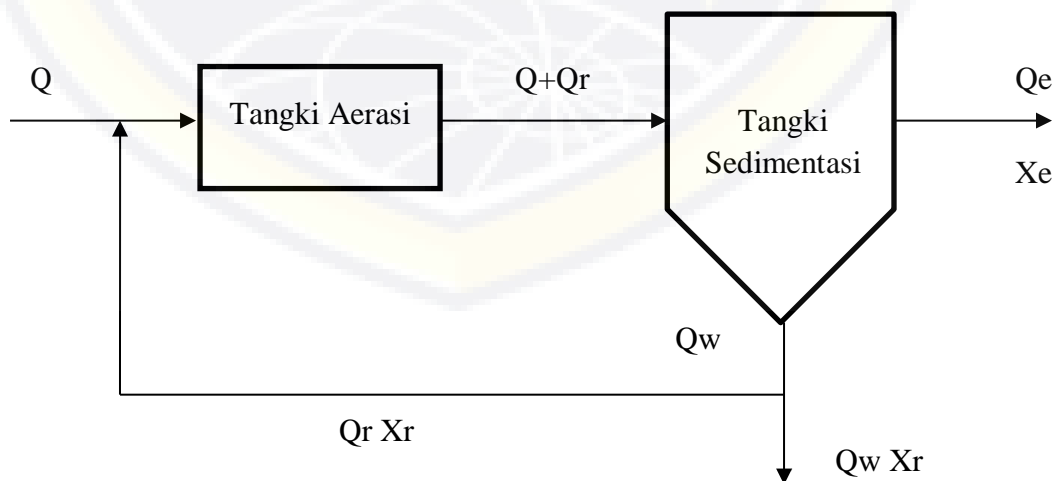 Q
Tangki Aerasi
Q+Qr
Tangki
Sedimentasi
Qe
Xe
Qw
Qr Xr
Qw Xr